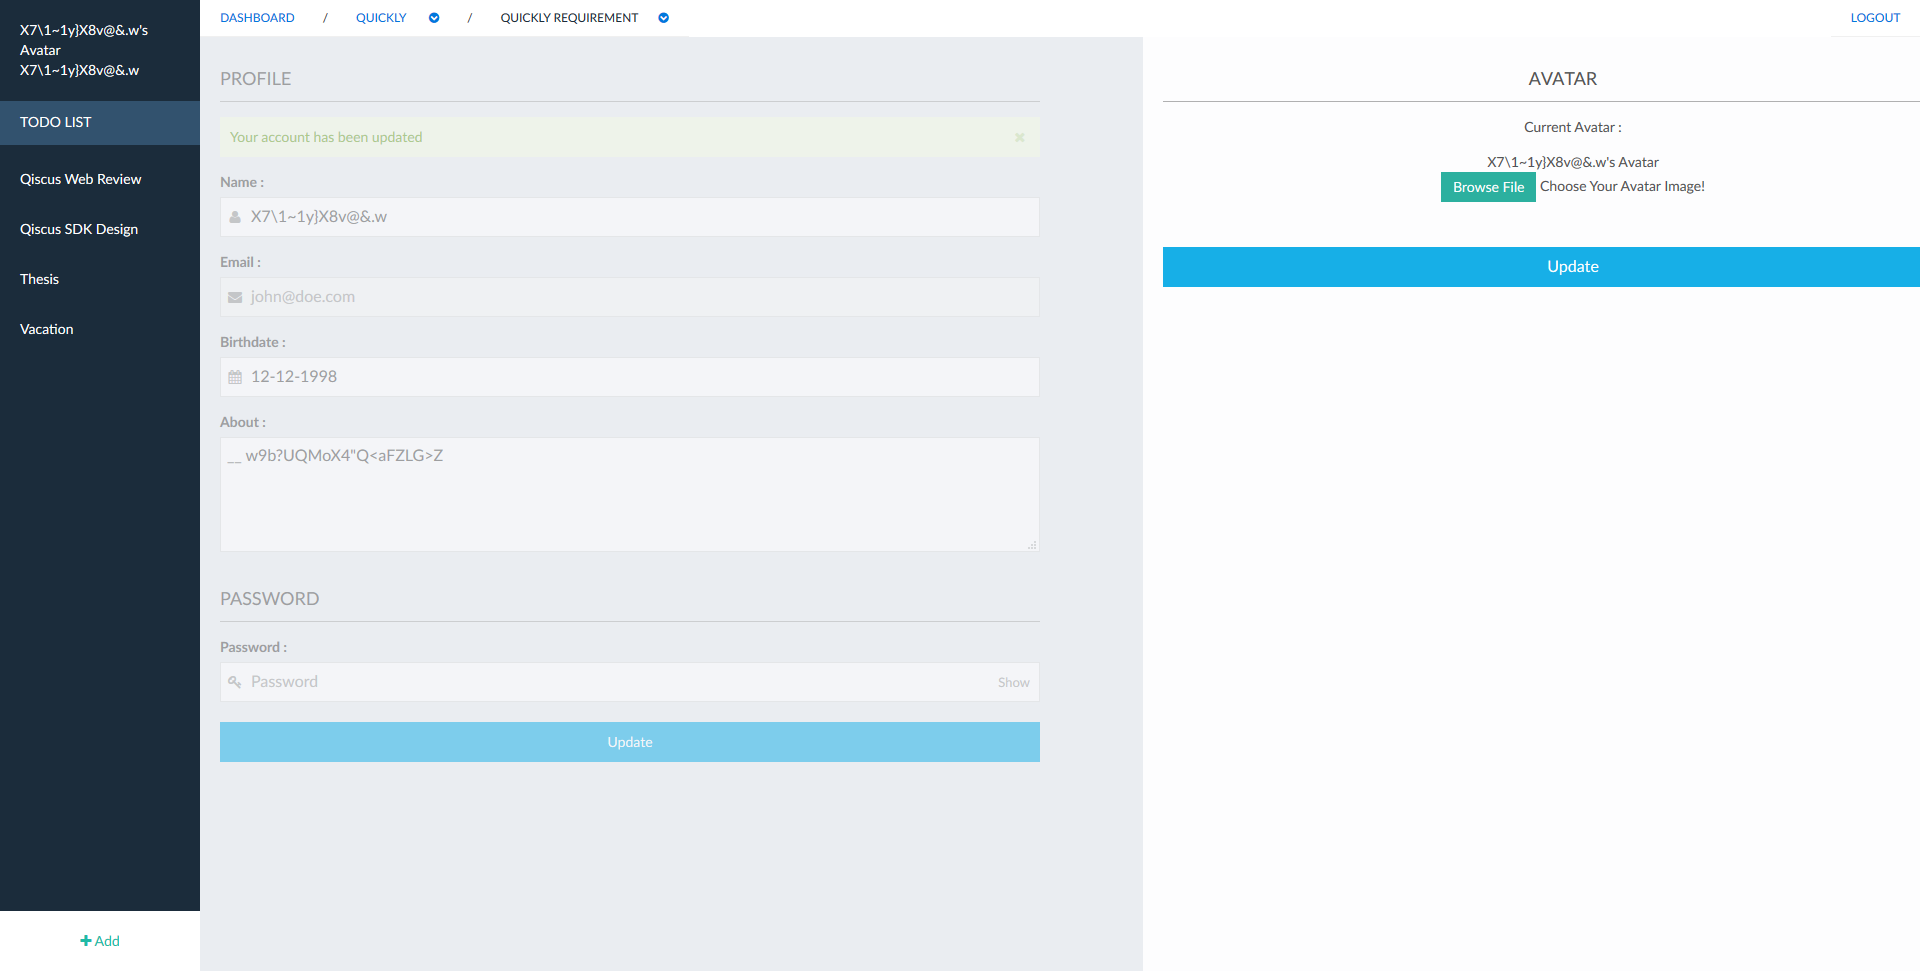 X7\1~1y}X8v@&.w's
Avatar
X7\1~1y}X8v@&.w
TODO LIST
Qiscus Web Review
Qiscus SDK Design
Thesis
Vacation
Add
DASHBOARD / QUICKLY / QUICKLY REQUIREMENT
LOGOUT
PROFILE
Your account has been updated
Name :
X7\1~1y}X8v@&.w
Email :
john@doe.com
Birthdate :
12-12-1998
About :
__ w9b?UQMoX4"Q<aFZLG>Z
PASSWORD
Password :
Password Show
Update
AVATAR
Current Avatar :
X7\1~1y}X8v@&.w's Avatar
Browse File Choose Your Avatar Image!
Update